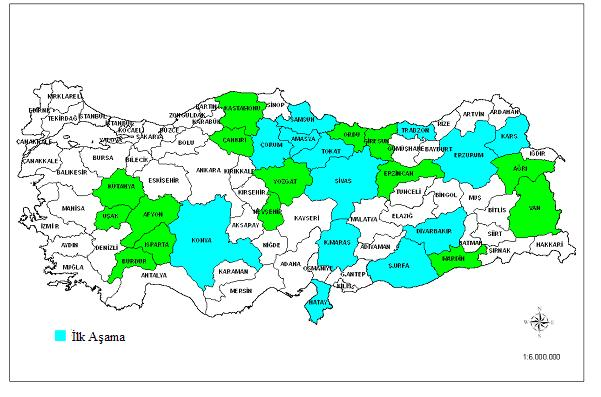 KIRKLARELİ
EDİRNE
TEKİRDAĞ
İSTANBUL
İSTANBUL
KOCAELİ
YALOVA
SAKARYA
DÜZCE
ZONGULDAK
BARTIN
KARABÜK
KASTAMONU
SİNOP
SAMSUN
ÇANAKKALE
ÇANAKKALE
BALIKESİR
BURSA
BİLECİK
BOLU
ÇANKIRI
ÇORUM
AMASYA
TOKAT
ORDU
GİRESUN
TRABZON
RİZE
ARTVİN
ARDAHAN
KARS
GÜMÜŞHANE
BAYBURT
ERZURUM
IĞDIR
AĞRI
ESKİŞEHİR
ANKARA
KIRIKKALE
YOZGAT
SİVAS
ERZİNCAN
TUNCELİ
BİNGÖL
MUŞ
KÜTAHYA
MANİSA
UŞAK
AFYON
KIRŞEHİR
NEVŞEHİR
KAYSERİ
MALATYA
ELAZIĞ
BİTLİS
VAN
İZMİR
AYDIN
DENİZLİ
ISPARTA
KONYA
AKSARAY
NİĞDE
K.MARAŞ
ADIYAMAN
DİYARBAKIR
BATMAN
SİİRT
ŞIRNAK
HAKKARİ
MUĞLA
BURDUR
ANTALYA
KARAMAN
MERSİN
ADANA
OSMANİYE
G.ANTEP
KİLİS
Ş.URFA
MARDİN
HATAY
İlk Aşama
N
W
E
S
1:6.000.000